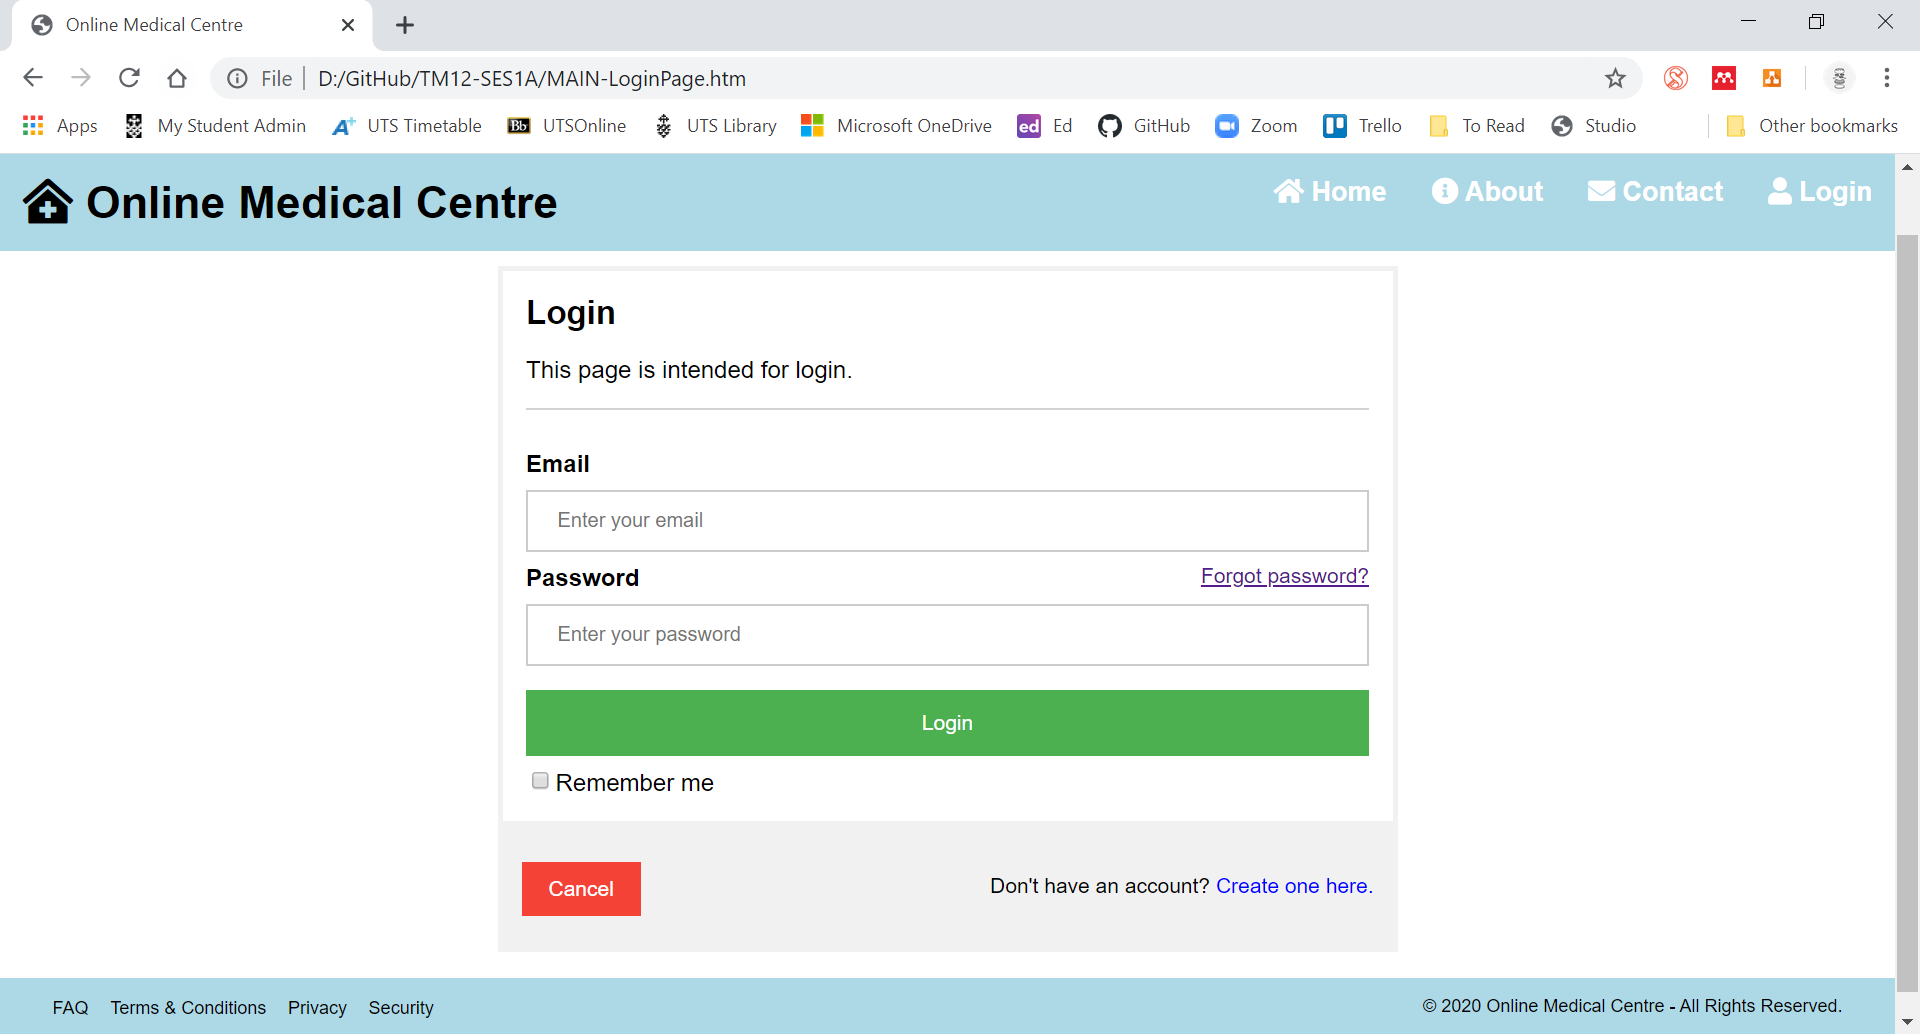 Online Medical Centre
File D:/GitHub/TM12-SES1A/MAIN-LoginPage.htm
Apps My Student Admin A+ UTS Timetable Bb UTSOnline UTS Library Microsoft OneDrive ed Ed GitHub Zoom Trello To Read Studio Other bookmarks
Online Medical Centre Home About Contact Login
Login
This page is intended for login.
Email
Enter your email
Password Forgot password?
Enter your password
Login
Remember me
Cancel Don't have an account? Create one here.
FAQ Terms & Conditions Privacy Security © 2020 Online Medical Centre - All Rights Reserved.